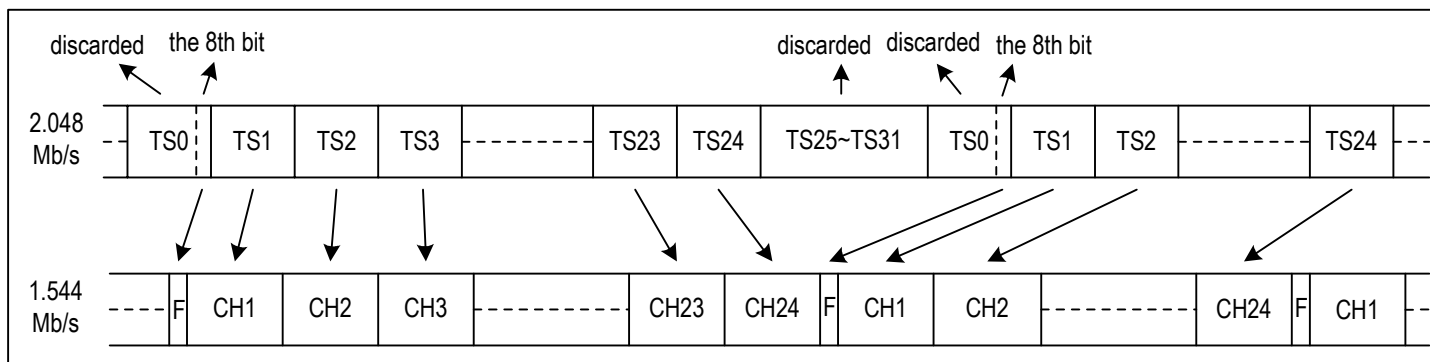 discarded the 8th bit discarded discarded the 8th bit
2.048 Mb/s
TS0 TS1 TS2 TS3 TS23 TS24 TS25~TS31 TS0 TS1 TS2 TS24
1.544 Mb/s
F CH1 CH2 CH3 CH23 CH24 F CH1 CH2 CH24 F CH1